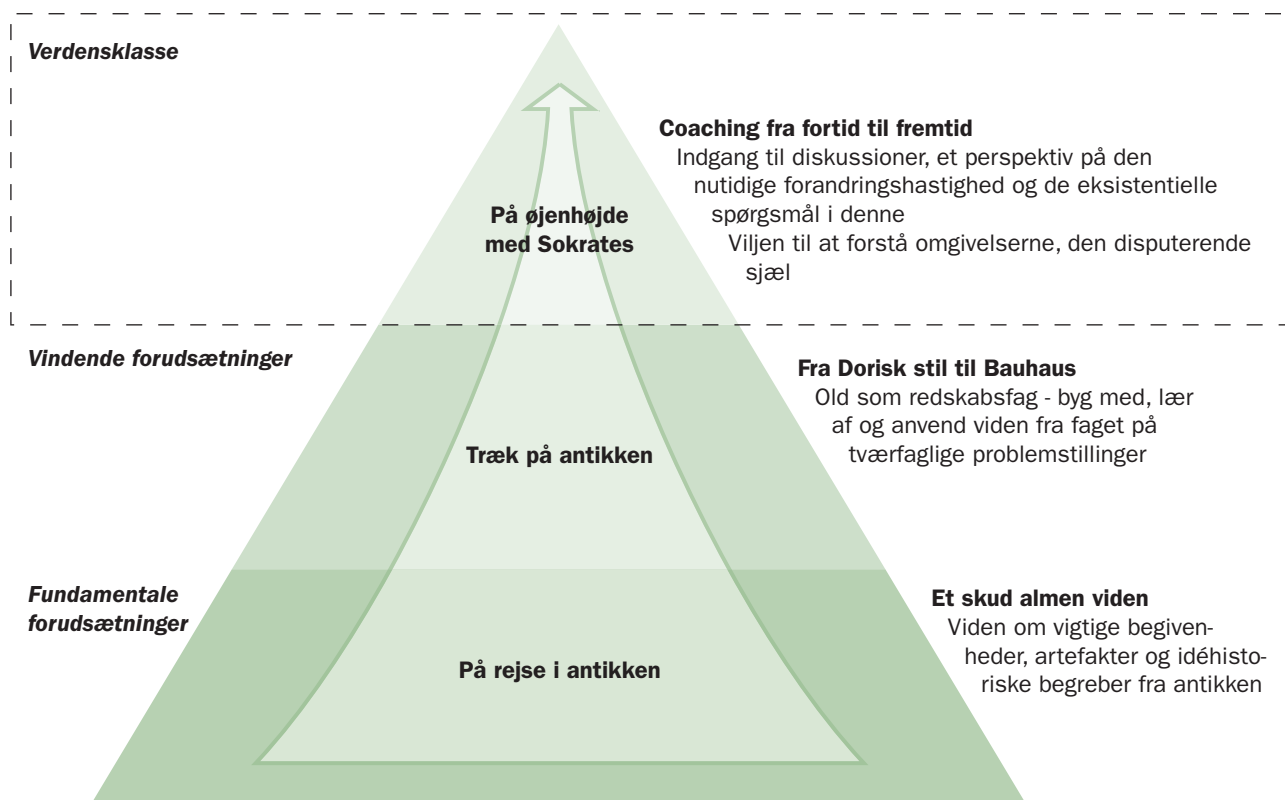 Verdensklasse
Coaching fra fortid til fremtid
Indgang til diskussioner, et perspektiv på den
nutidige forandringshastighed og de eksistentielle
spørgsmål i denne
Viljen til at forstå omgivelserne, den disputerende
sjæl
På øjenhøjde
med Sokrates
Vindende forudsætninger
Fra Dorisk stil til Bauhaus
Old som redskabsfag - byg med, lær
af og anvend viden fra faget på
tværfaglige problemstillinger
Træk på antikken
Fundamentale
forudsætninger
Et skud almen viden
Viden om vigtige begiven-
heder, artefakter og idéhisto-
riske begreber fra antikken
På rejse i antikken